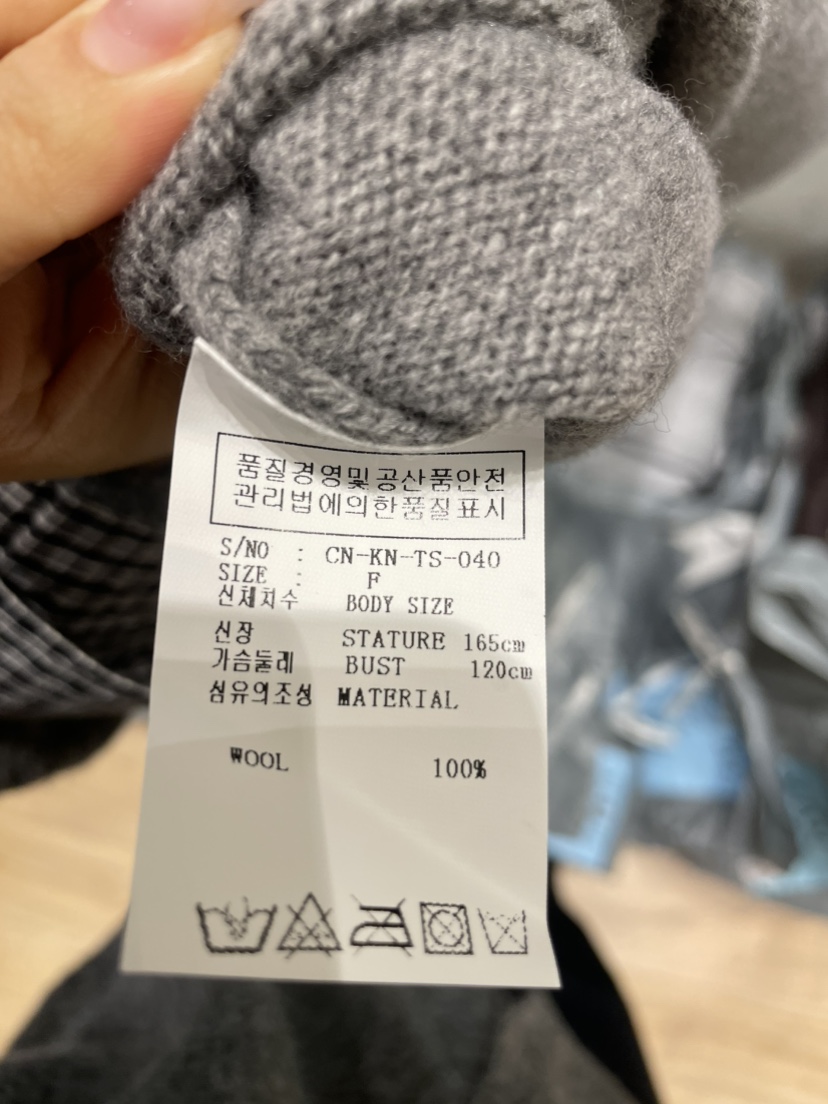 품질경영및공산품안전
관리법에의한품질표시
S/NO : CN-KN-TS-040
SIZE : F
신체치수 BODY SIZE
신장 STATURE 165cm
가슴둘레 BUST 120cm
섬유의조성 MATERIAL
WOOL 100%